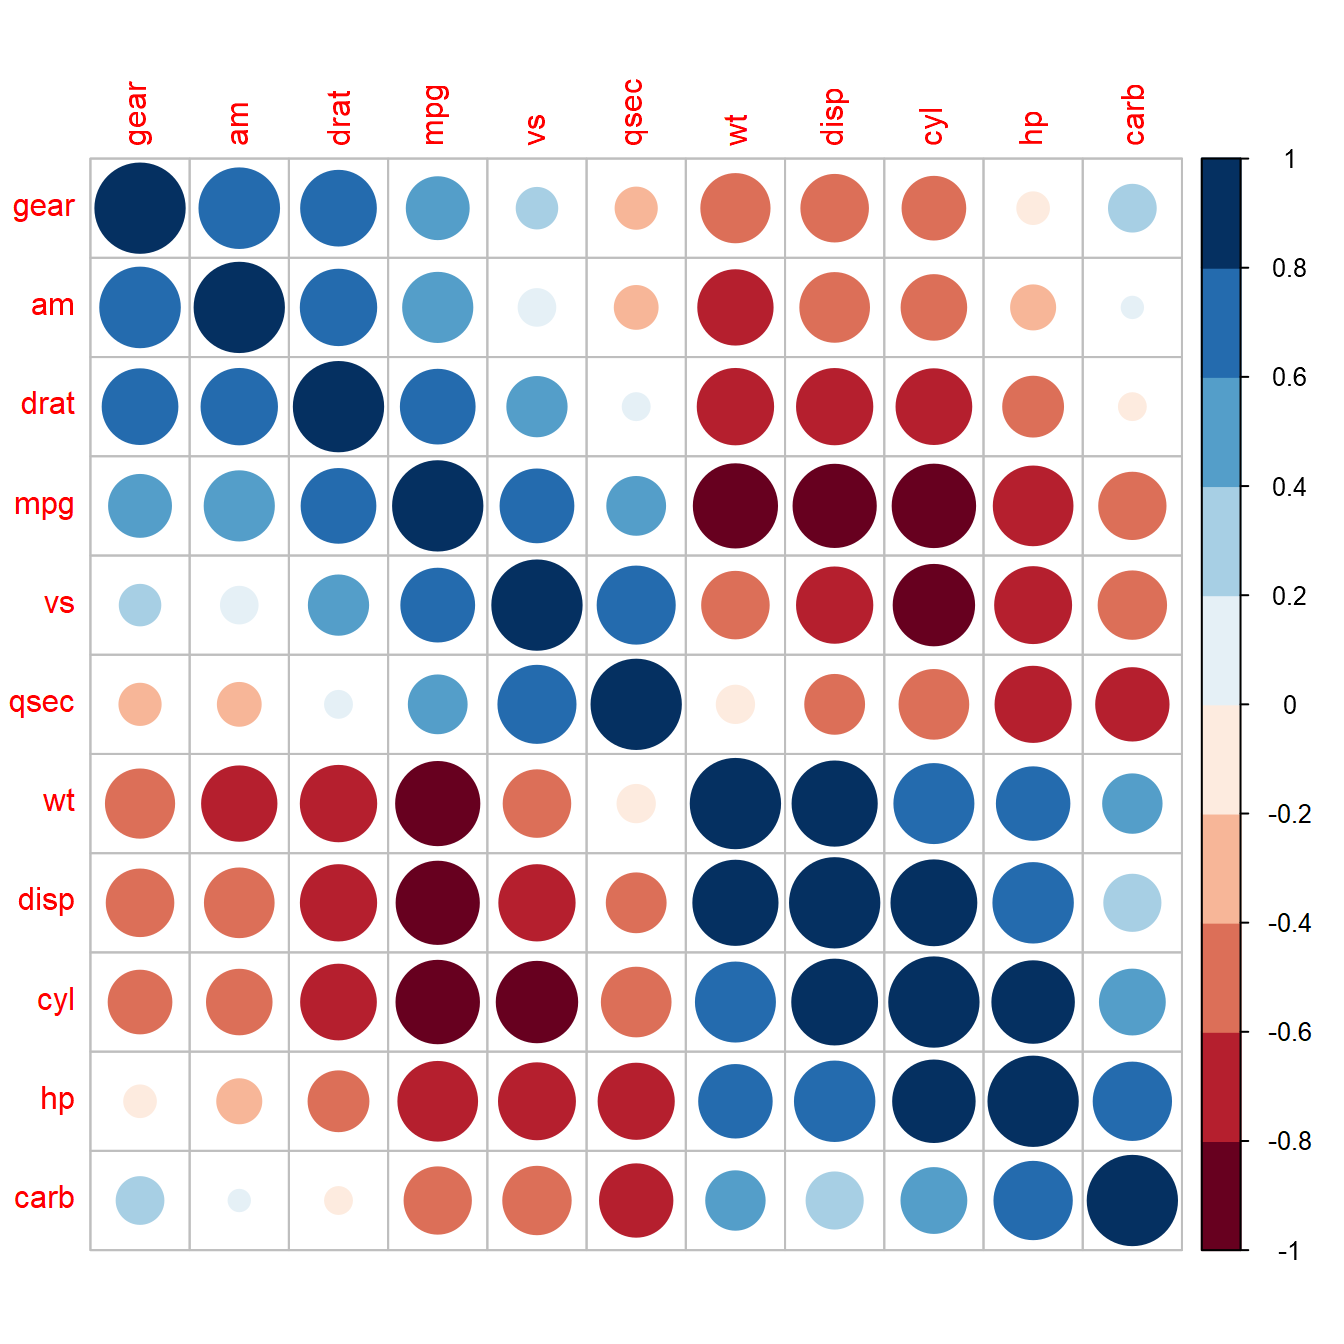 gear am drat mpg vs qsec wt disp cyl hp carb
gear
am
drat
mpg
vs
qsec
wt
disp
cyl
hp
carb
1
0.8
0.6
0.4
0.2
0
-0.2
-0.4
-0.6
-0.8
-1